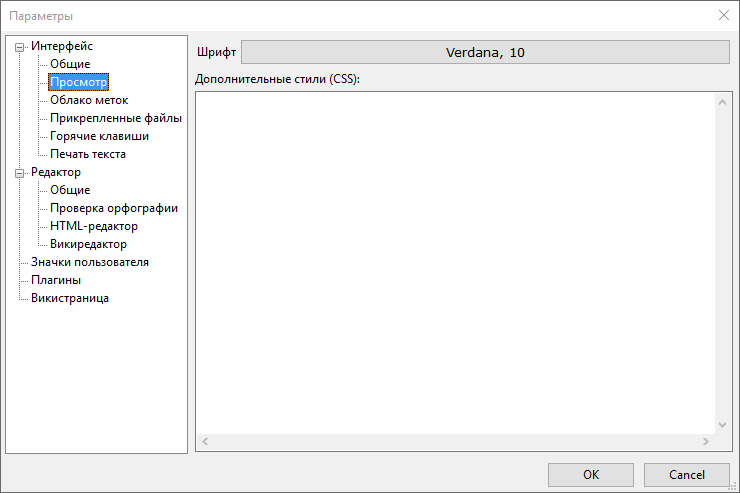 Параметры
Интерфейс
Общие
Просмотр
Облако меток
Прикрепленные файлы
Горячие клавиши
Печать текста
Редактор
Общие
Проверка орфографии
HTML-редактор
Викиредактор
Значки пользователя
Плагины
Викистраница
Шрифт
Verdana, 10
Дополнительные стили (CSS):
OK
Cancel